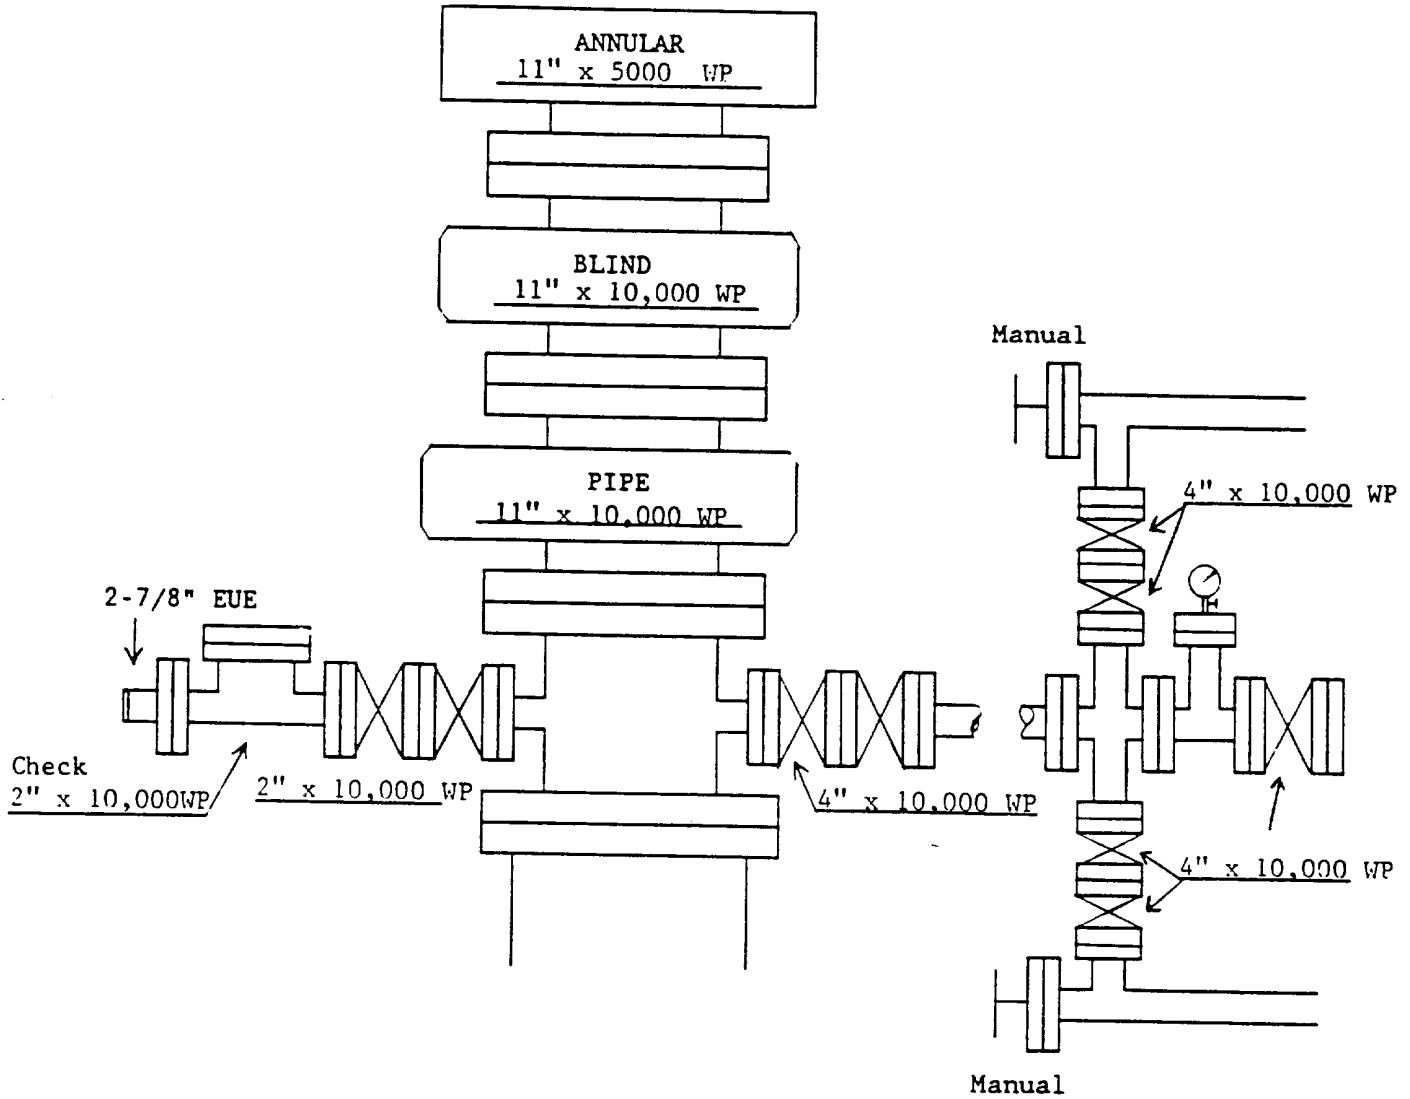 ANNULAR
11" x 5000 WP
BLIND
11" x 10,000 WP
Manual
PIPE
11" x 10,000 WP
4" x 10,000 WP
2-7/8" EUE
Check
2" x 10,000WP
2" x 10,000 WP
4" x 10,000 WP
4" x 10,000 WP
Manual